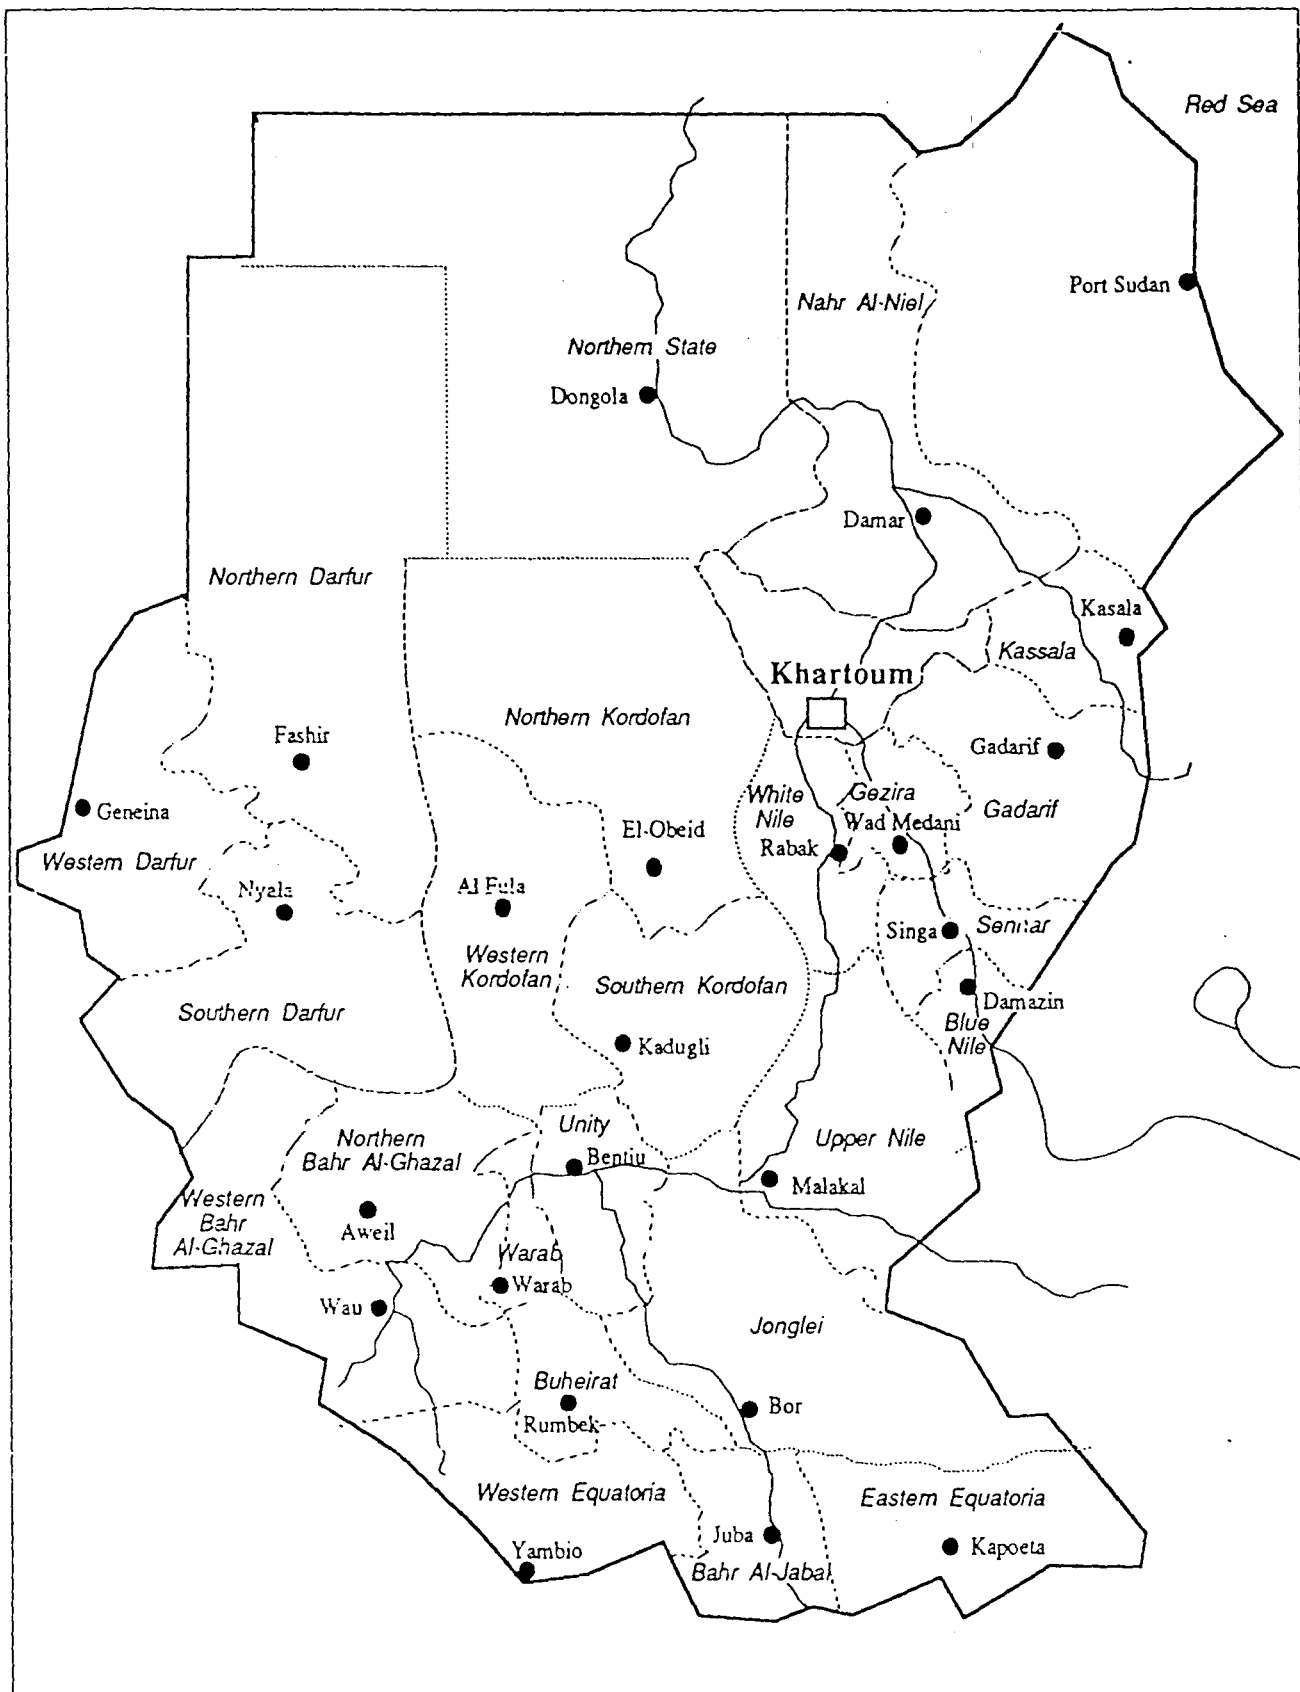 Red Sea
Port Sudan
Nahr Al-Niel
Northern State
Dongola
Damar
Northern Darfur
Kasala
Kassala
Khartoum
Northern Kordofan
Fashir
Gadarif
Geneina
White
Nile
Gezira
Gadarif
El-Obeid
Wad Medani
Rabak
Western Darfur
Nyala
Al Fula
Singa
Sennar
Western
Kordofan
Southern Kordofan
Damazin
Southern Darfur
Blue
Nile
Kadugli
Unity
Northern
Bahr Al-Ghazal
Upper Nile
Bentiu
Malakal
Western
Bahr
Al-Ghazal
Aweil
Warab
Warab
Wau
Jonglei
Buheirat
Bor
Rumbek
Western Equatoria
Eastern Equatoria
Juba
Kapoeta
Yambio
Bahr Al-Jabal